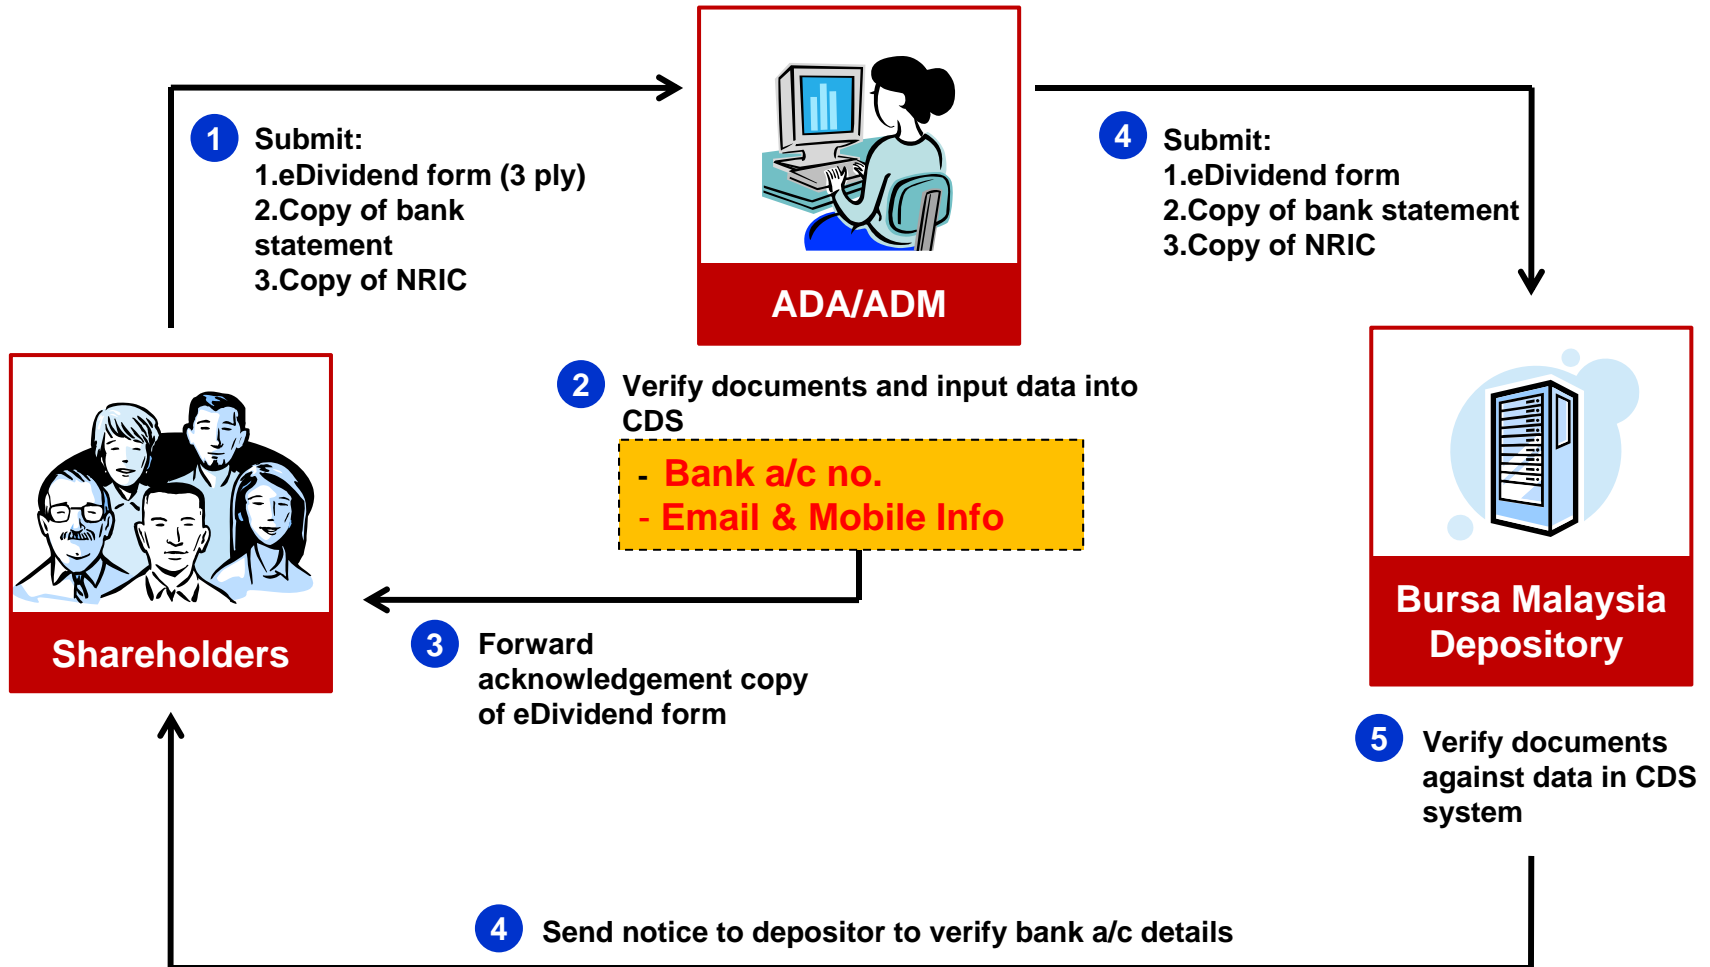 1
Submit:
1.eDividend form (3 ply)
2.Copy of bank
statement
3.Copy of NRIC
ADA/ADM
4
Submit:
1.eDividend form
2.Copy of bank statement
3.Copy of NRIC
2
Verify documents and input data into
CDS
- Bank a/c no.
- Email & Mobile Info
Shareholders
3
Forward
acknowledgement copy
of eDividend form
Bursa Malaysia
Depository
5
Verify documents
against data in CDS
system
4
Send notice to depositor to verify bank a/c details